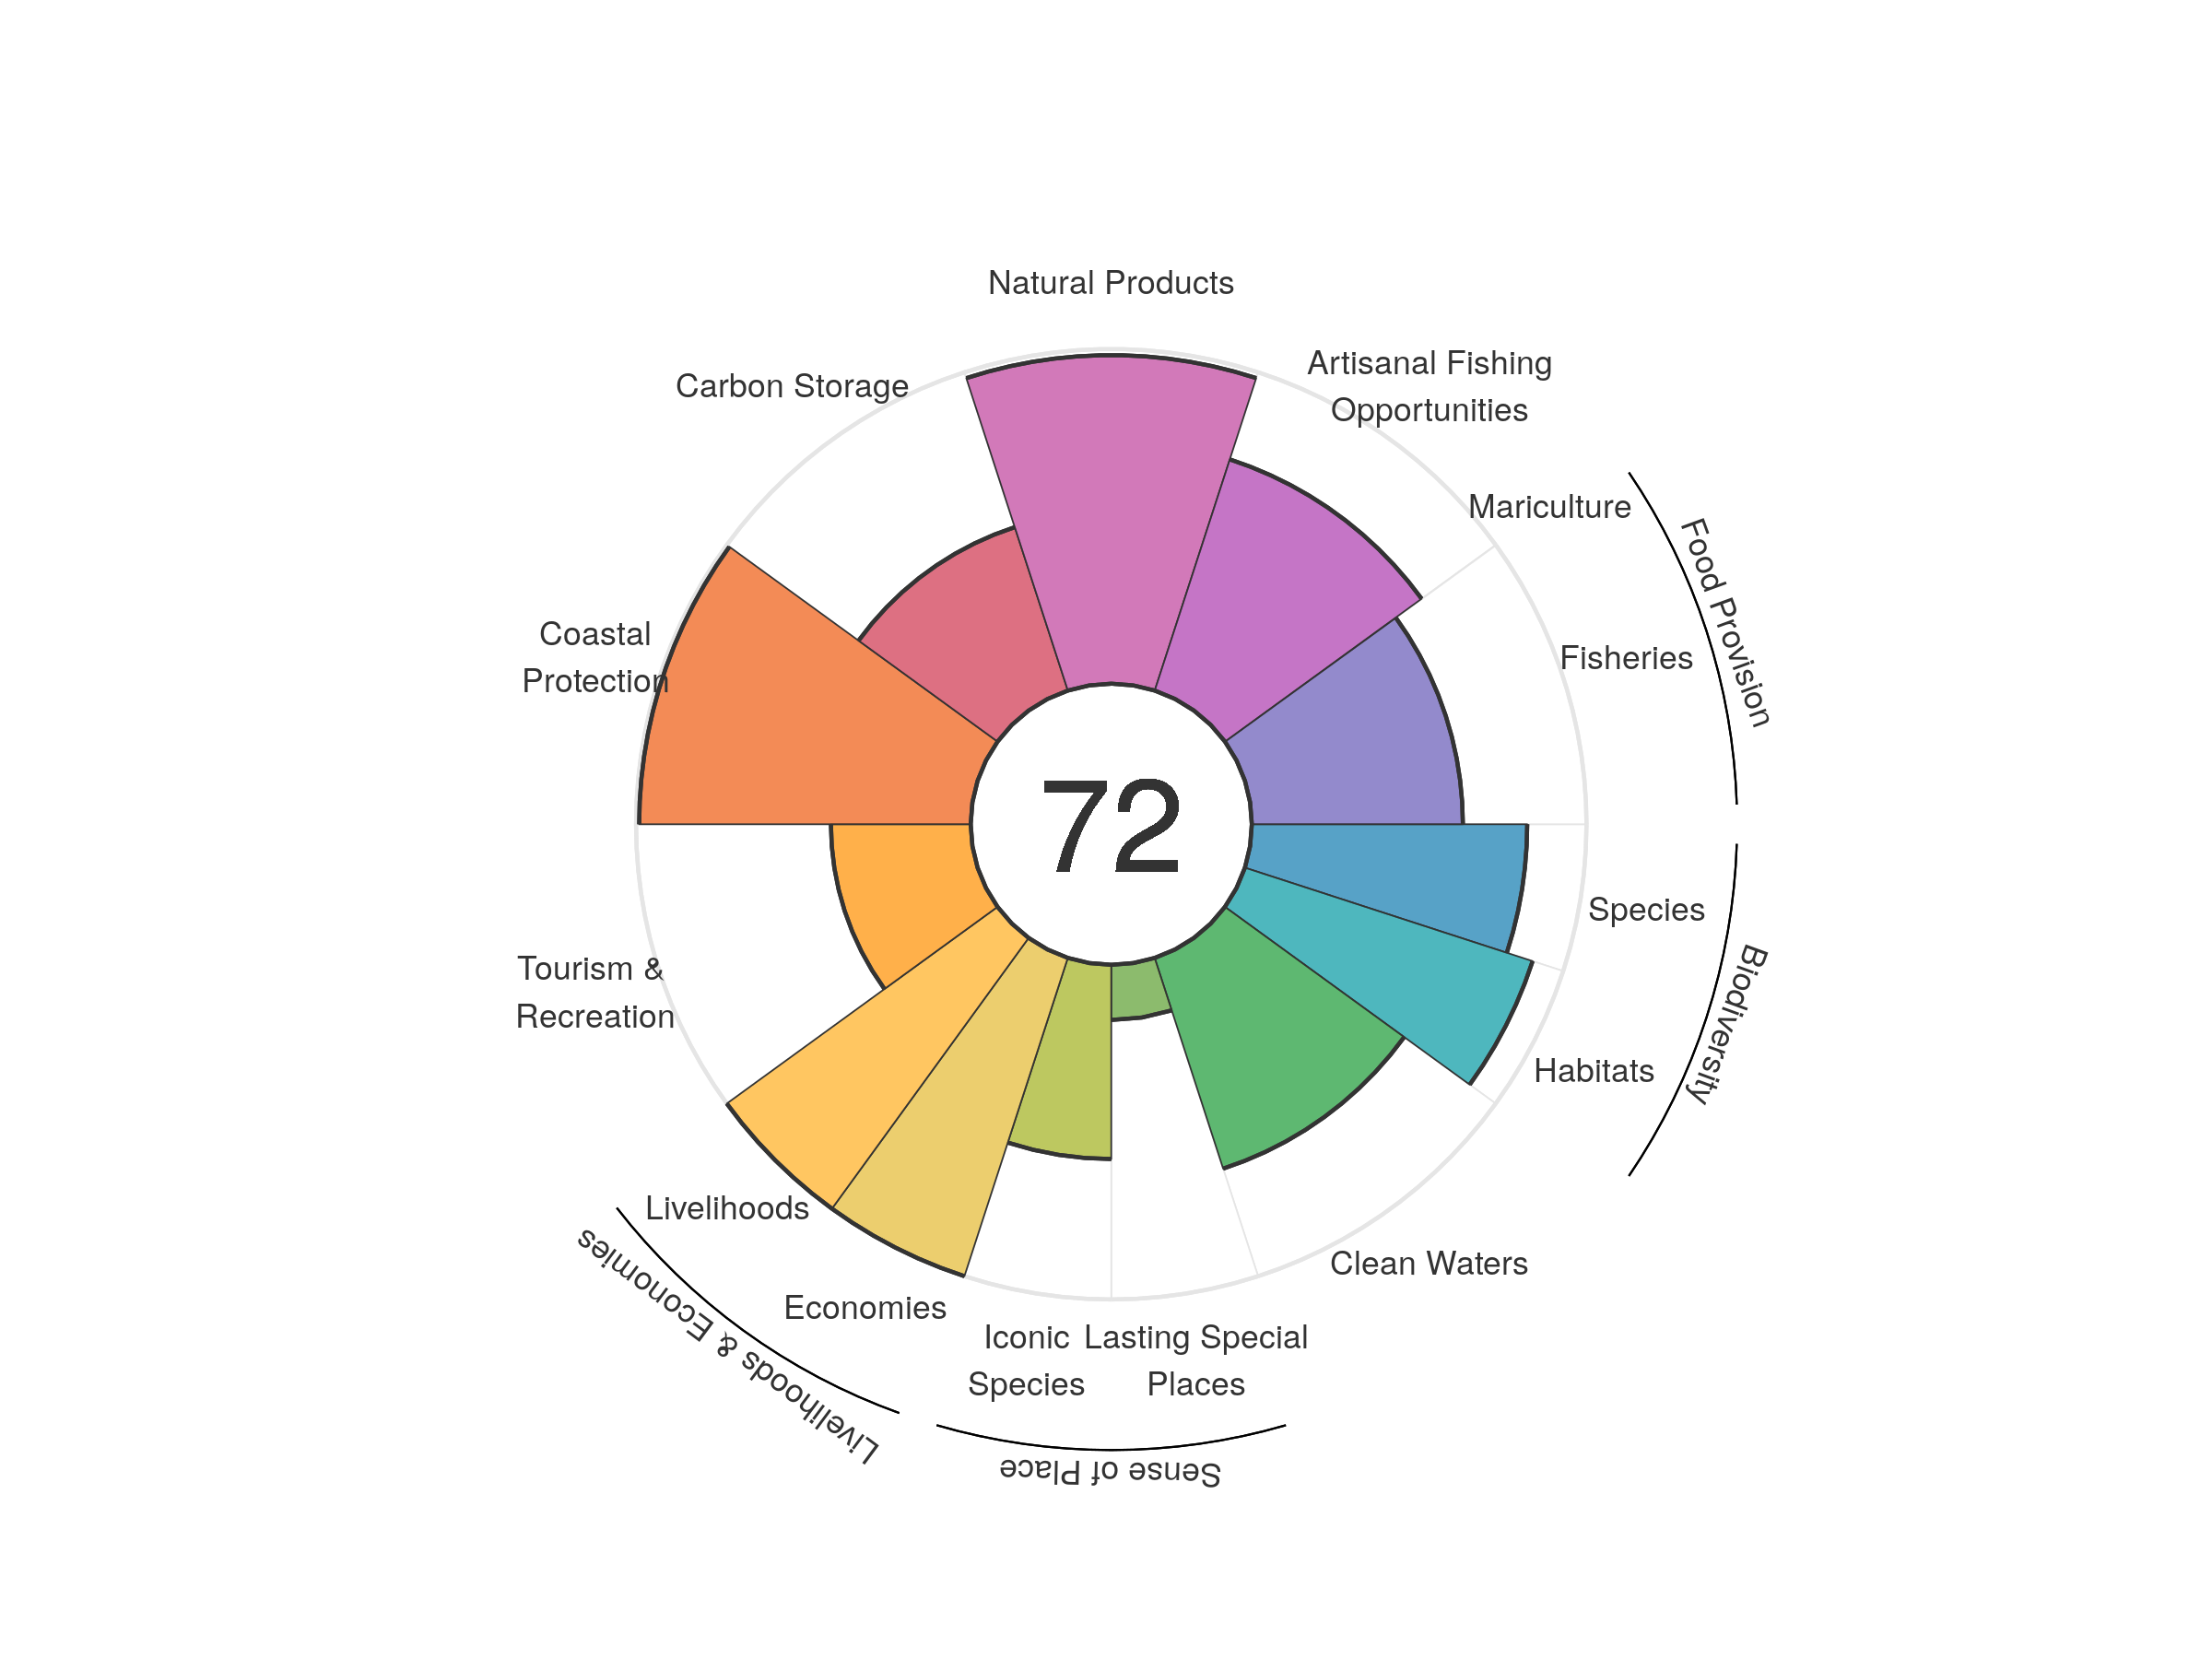 Natural Products
Artisanal Fishing
Opportunities
Carbon Storage
Mariculture
Food Provision
Fisheries
Coastal
Protection
72
Species
Biodiversity
Tourism &
Recreation
Habitats
Livelihoods
Clean Waters
Economies
Livelihoods & Economies
Iconic
Species
Lasting Special
Places
Sense of Place